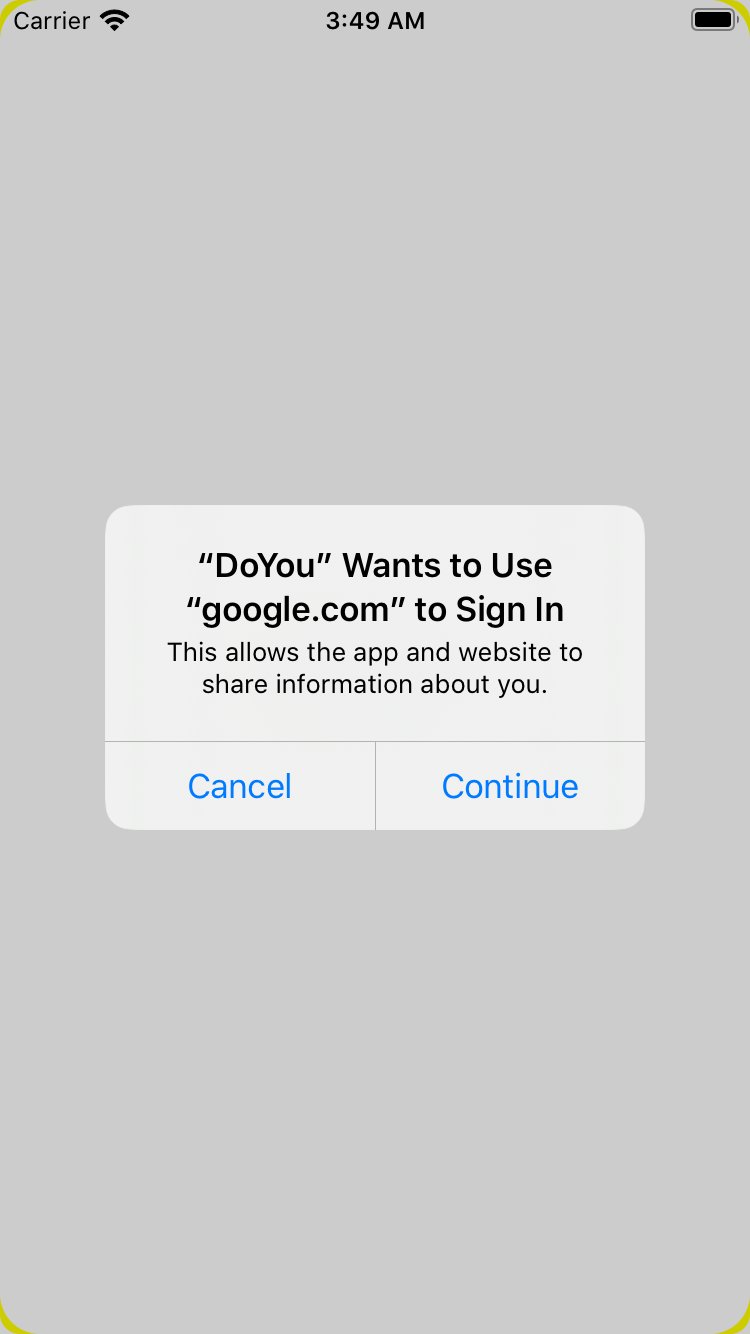 Carrier 3:49 AM
“DoYou” Wants to Use
“google.com” to Sign In
This allows the app and website to
share information about you.
Cancel Continue